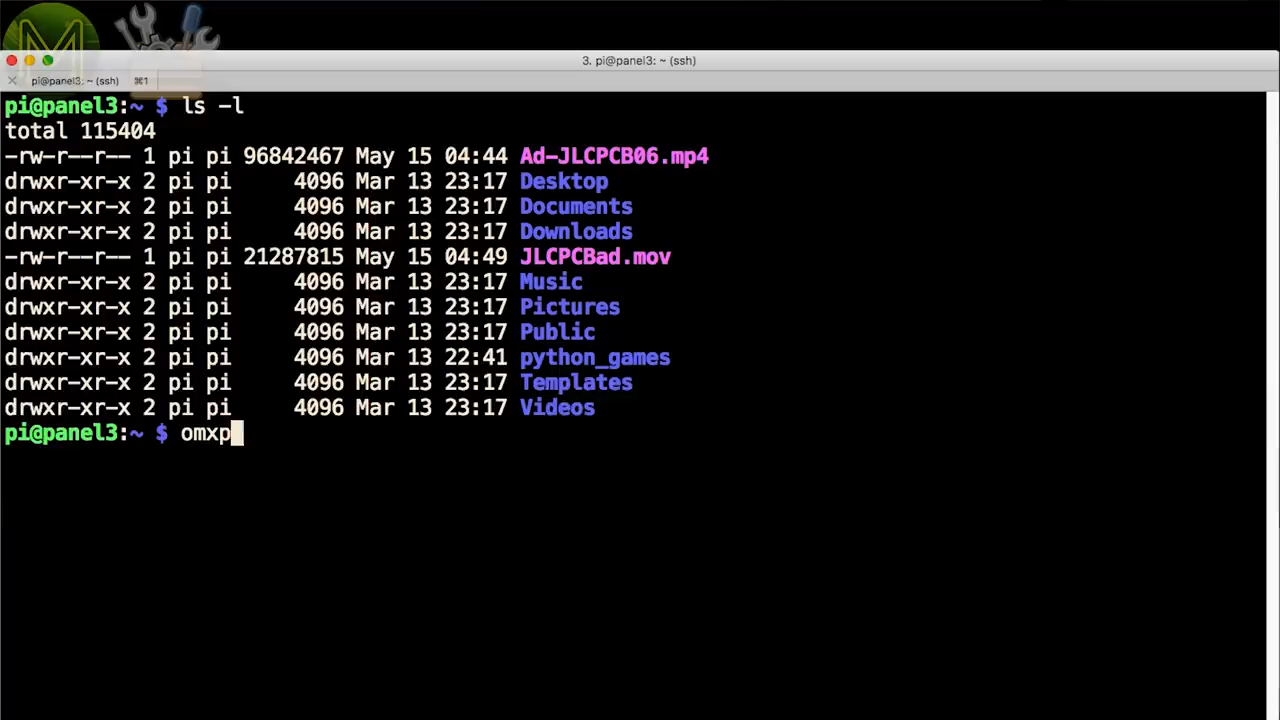 3. pi@panel3: ~ (ssh)
pi@panel3: ~ (ssh) ⌘1
pi@panel3:~ $ ls -l
total 115404
-rw-r--r-- 1 pi pi 96842467 May 15 04:44 Ad-JLCPCB06.mp4
drwxr-xr-x 2 pi pi     4096 Mar 13 23:17 Desktop
drwxr-xr-x 2 pi pi     4096 Mar 13 23:17 Documents
drwxr-xr-x 2 pi pi     4096 Mar 13 23:17 Downloads
-rw-r--r-- 1 pi pi 21287815 May 15 04:49 JLCPCBad.mov
drwxr-xr-x 2 pi pi     4096 Mar 13 23:17 Music
drwxr-xr-x 2 pi pi     4096 Mar 13 23:17 Pictures
drwxr-xr-x 2 pi pi     4096 Mar 13 23:17 Public
drwxr-xr-x 2 pi pi     4096 Mar 13 22:41 python_games
drwxr-xr-x 2 pi pi     4096 Mar 13 23:17 Templates
drwxr-xr-x 2 pi pi     4096 Mar 13 23:17 Videos
pi@panel3:~ $ omxp